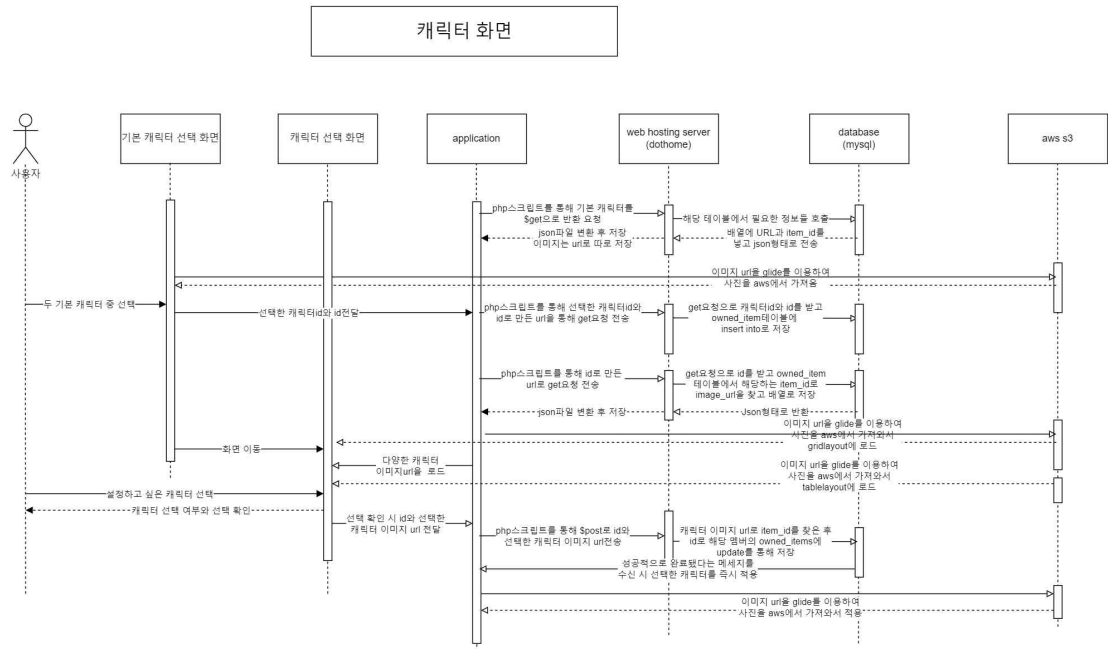 캐릭터 화면
사용자
기본 캐릭터 선택 화면
캐릭터 선택 화면
application
web hosting server
(dothome)
database
(mysql)
aws s3
php스크립트를 통해 기본 캐릭터를
$get으로 반환 요청
해당 테이블에서 필요한 정보들 호출
json파일 변환 후 저장
이미지는 url로 따로 저장
배열에 URL과 item_id를
넣고 json형태로 전송
이미지 url을 glide를 이용하여
사진을 aws에서 가져옴
두 기본 캐릭터 중 선택
선택한 캐릭터id와 id전달
php스크립트를 통해 선택한 캐릭터id와
id로 만든 url을 통해 get요청 전송
get요청으로 캐릭터id와 id를 받고
owned_item테이블에
insert into로 저장
php스크립트를 통해 id로 만든
url로 get요청 전송
get요청으로 id를 받고 owned_item
테이블에서 해당하는 item_id로
image_url을 찾고 배열로 저장
json파일 변환 후 저장
Json형태로 반환
이미지 url을 glide를 이용하여
사진을 aws에서 가져와서
gridlayout에 로드
화면 이동
다양한 캐릭터
이미지url을 로드
이미지 url을 glide를 이용하여
사진을 aws에서 가져와서
tablelayout에 로드
설정하고 싶은 캐릭터 선택
캐릭터 선택 여부와 선택 확인
선택 확인 시 id와 선택한
캐릭터 이미지 url 전달
php스크립트를 통해 $post로 id와
선택한 캐릭터 이미지 url전송
캐릭터 이미지 url로 item_id를 찾은 후
id로 해당 멤버의 owned_items에
update를 통해 저장
성공적으로 완료됐다는 메세지를
수신 시 선택한 캐릭터를 즉시 적용
이미지 url을 glide를 이용하여
사진을 aws에서 가져와서 적용